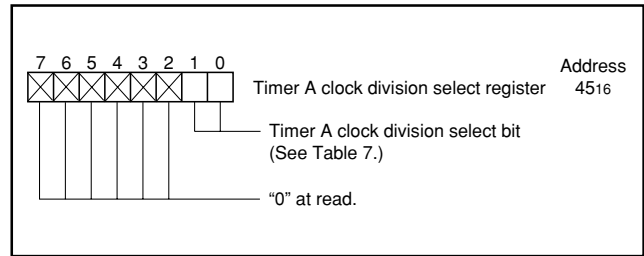 7 6 5 4 3 2 1 0
Address
Timer A clock division select register 4516
Timer A clock division select bit
(See Table 7.)
“0” at read.